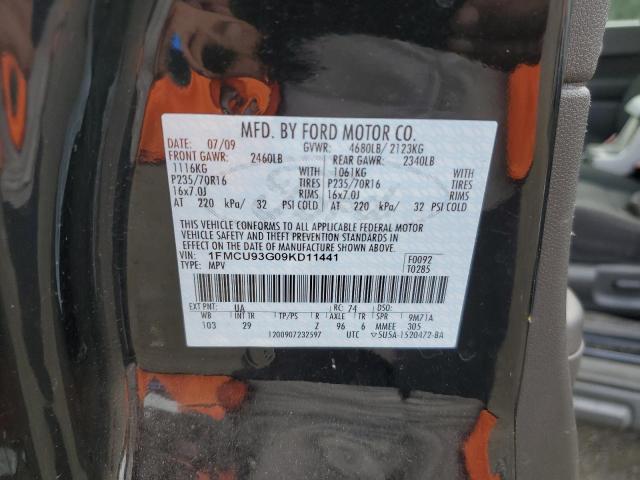 MFD. BY FORD MOTOR CO.
DATE: 07/09 GVWR: 4680LB/ 2123KG
FRONT GAWR: 2460LB REAR GAWR: 2340LB
1116KG WITH 1061KG WITH
P235/70R16 TIRES P235/70R16 TIRES
16x7.0J RIMS 16x7.0J RIMS
AT 220 kPa/ 32 PSI COLD AT 220 kPa/ 32 PSI COLD
THIS VEHICLE CONFORMS TO ALL APPLICABLE FEDERAL MOTOR
VEHICLE SAFETY AND THEFT PREVENTION STANDARDS IN
EFFECT ON THE DATE OF MANUFACTURE SHOWN ABOVE.
VIN: 1FMCU93G09KD11441 F0092
TYPE: MPV T0285
EXT PNT: UA RC: 74 DSO:
WB INT TR TP/PS R AXLE TR SPR 9M71A
103 29 Z 96 6 MMEE 305
1200907232597 UTC ▽5U5A-1520472-BA